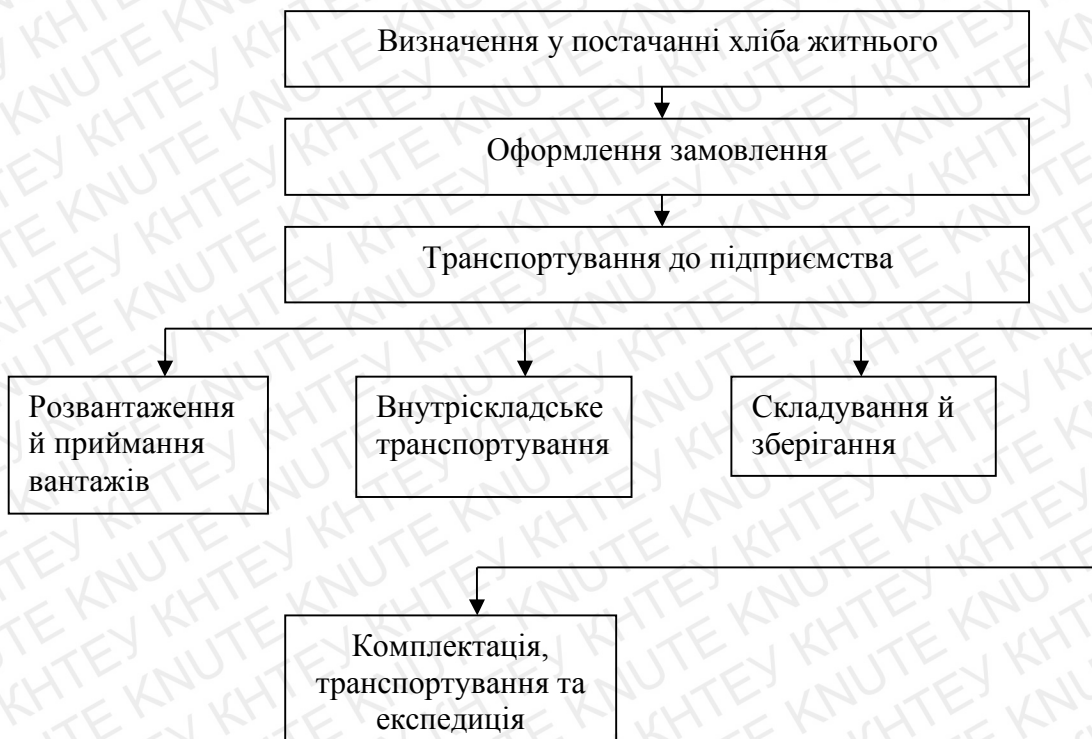 Визначення у постачанні хліба житнього
Оформлення замовлення
Транспортування до підприємства
Розвантаження
й приймання
вантажів
Внутріскладське
транспортування
Складування й
зберігання
Комплектація,
транспортування та
експедиція